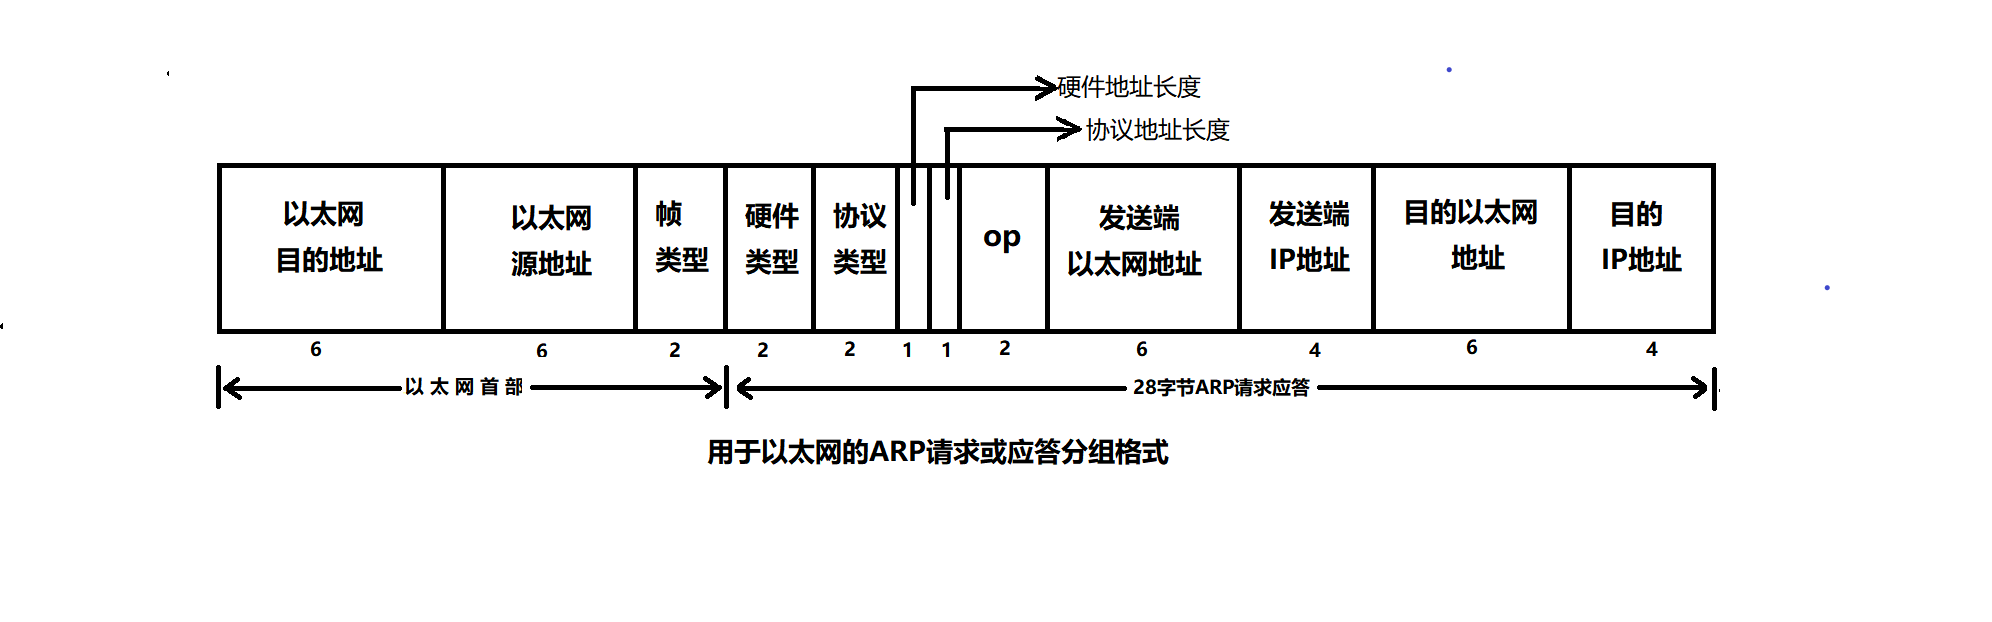 硬件地址长度
协议地址长度
以太网
目的地址
以太网
源地址
帧
类型
硬件
类型
协议
类型
op
发送端
以太网地址
发送端
IP地址
目的以太网
地址
目的
IP地址
6 6 2 2 2 1 1 2 6 4 6 4
以太网首部
28字节ARP请求应答
用于以太网的ARP请求或应答分组格式